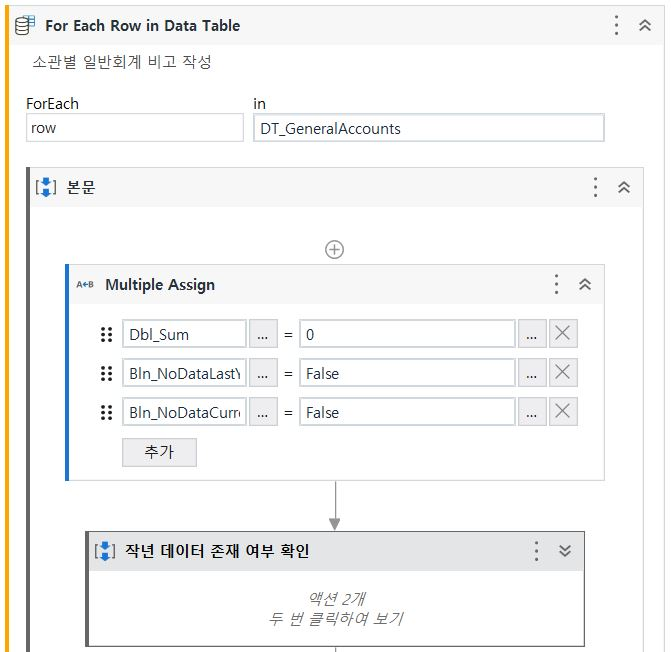 For Each Row in Data Table
소관별 일반회계 비고 작성
ForEach in
row DT_GeneralAccounts
본문
A←B Multiple Assign
Dbl_Sum ... = 0 ...
Bln_NoDataLast ... = False ...
Bln_NoDataCurr ... = False ...
추가
작년 데이터 존재 여부 확인
액션 2개
두 번 클릭하여 보기